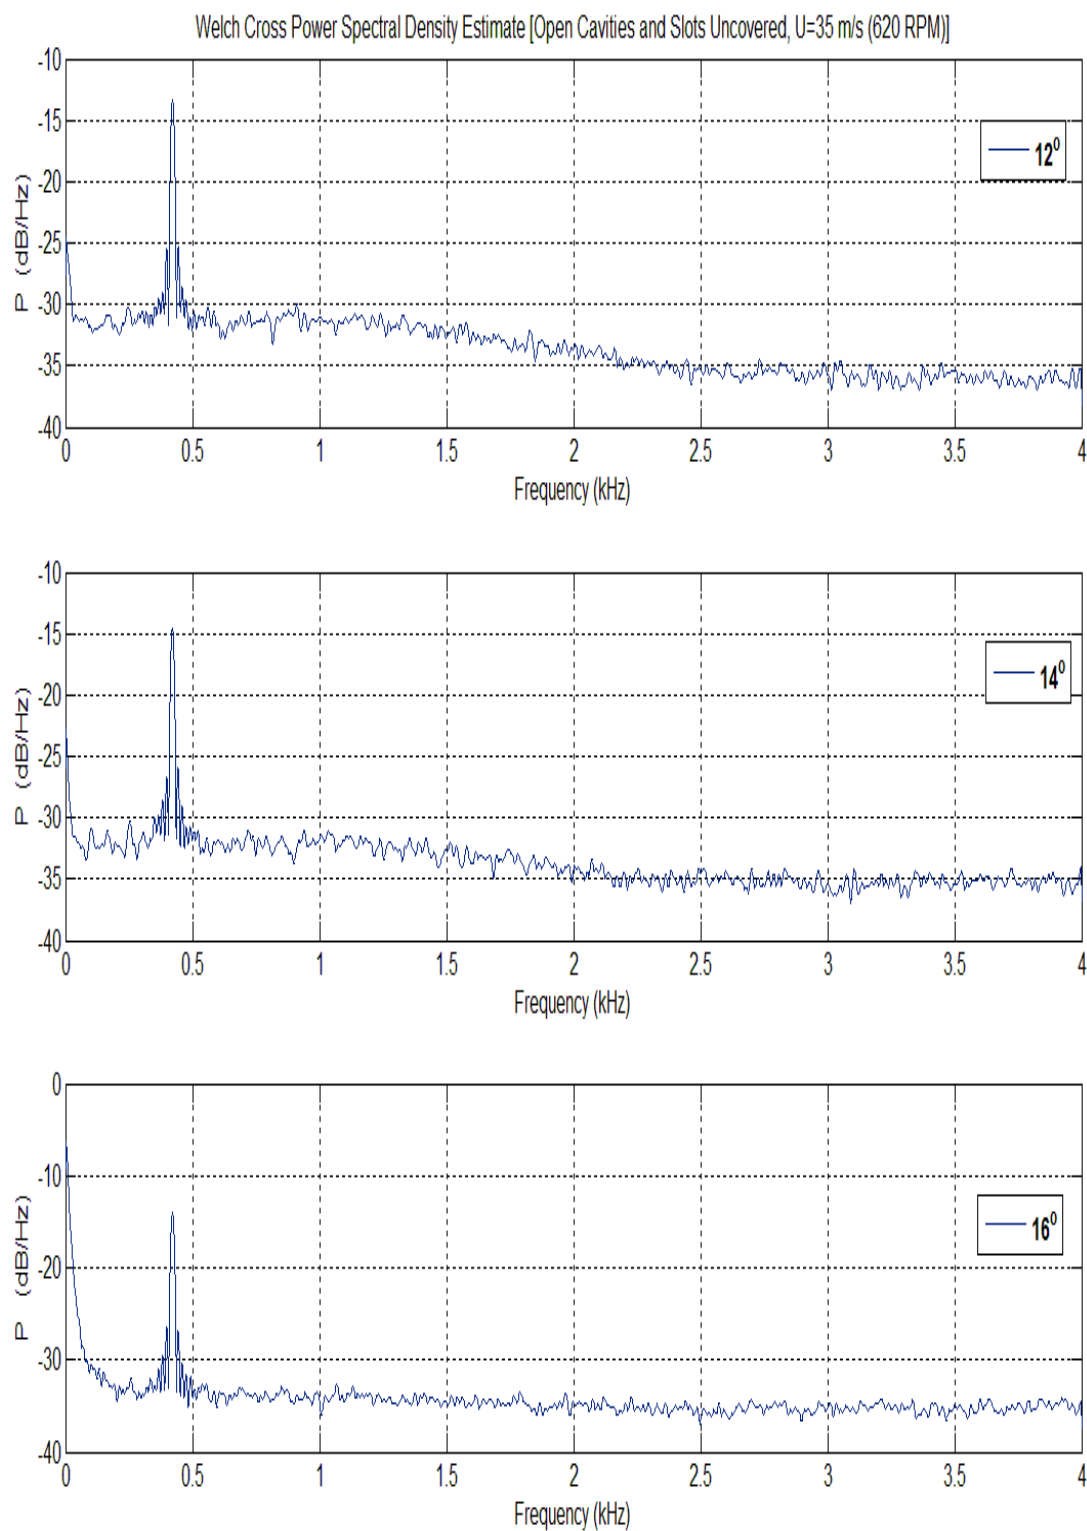 Welch Cross Power Spectral Density Estimate [Open Cavities and Slots Uncovered, U=35 m/s (620 RPM)]
-10
-15
-20
-25
-30
-35
-40
P (dB/Hz)
12⁰
0 0.5 1 1.5 2 2.5 3 3.5 4
Frequency (kHz)
-10
-15
-20
-25
-30
-35
-40
P (dB/Hz)
14⁰
0 0.5 1 1.5 2 2.5 3 3.5 4
Frequency (kHz)
0
-10
-20
-30
-40
P (dB/Hz)
16⁰
0 0.5 1 1.5 2 2.5 3 3.5 4
Frequency (kHz)